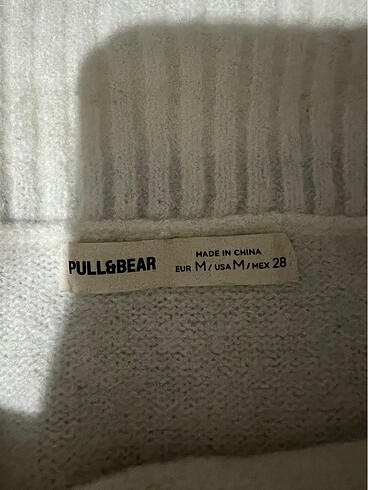 PULL&BEAR
MADE IN CHINA
EUR M / USA M / MEX 28